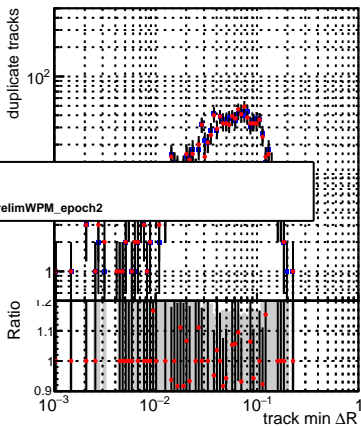 duplicate tracks
10²
relimWPM_epoch2
1
Ratio
1.2
1.1
1
0.9
10⁻³
10⁻²
10⁻¹
1
track min ΔR